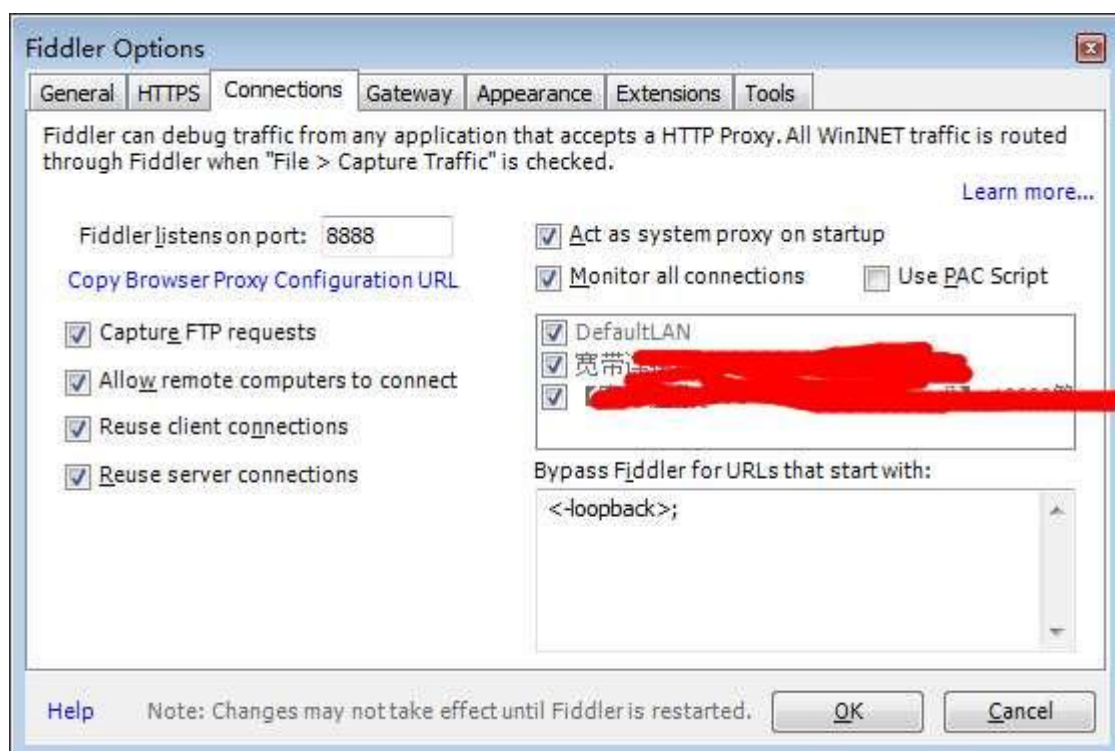 Fiddler Options
General HTTPS Connections Gateway Appearance Extensions Tools
Fiddler can debug traffic from any application that accepts a HTTP Proxy. All WinINET traffic is routed
through Fiddler when "File > Capture Traffic" is checked.
Learn more...
Fiddler listens on port: 8888
Copy Browser Proxy Configuration URL
Capture FTP requests
Allow remote computers to connect
Reuse client connections
Reuse server connections
Act as system proxy on startup
Monitor all connections
Use PAC Script
DefaultLAN
宽带
Bypass Fiddler for URLs that start with:
<-loopback>;
Help
Note: Changes may not take effect until Fiddler is restarted.
OK
Cancel